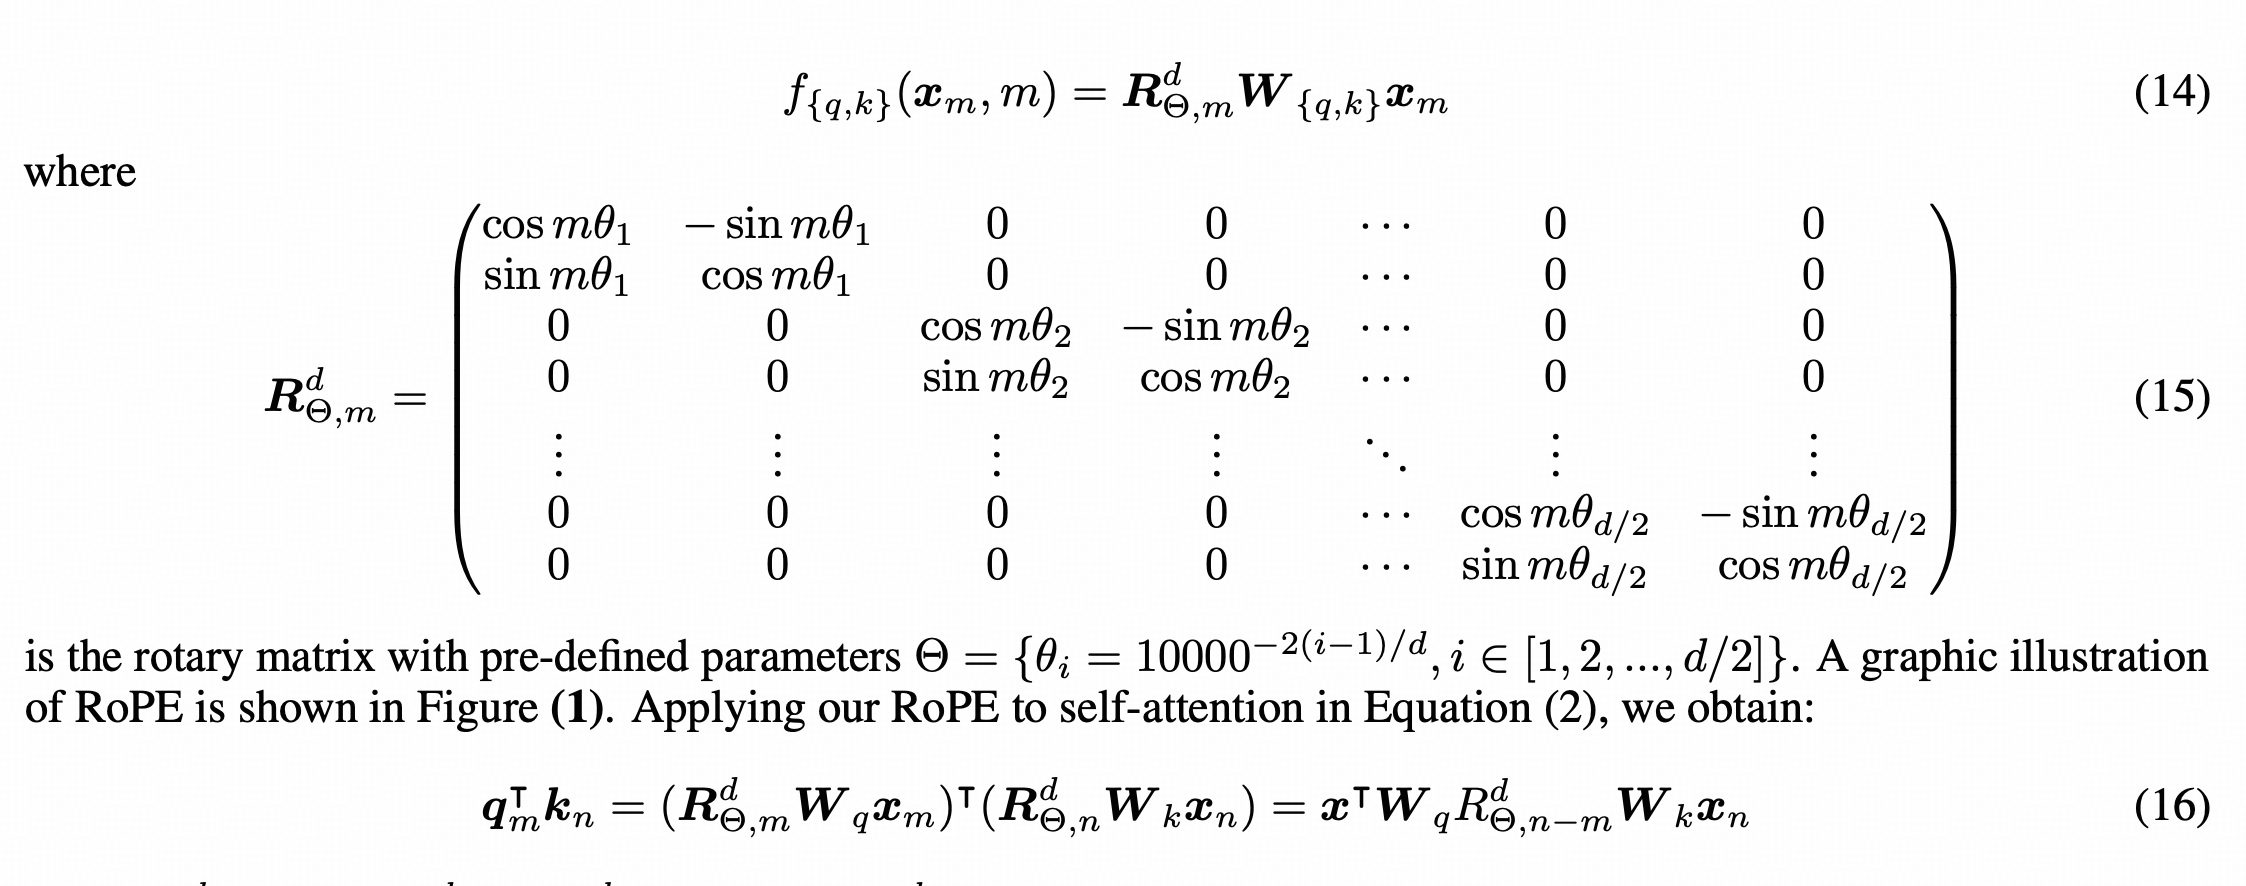 f_{\{q,k\}}(x_m, m) = R^d_{Θ,m} W_{\{q,k\}} x_m (14)
where
R^d_{Θ,m} = (15)
cos mθ_1 − sin mθ_1 0 0 ⋯ 0 0
sin mθ_1 cos mθ_1 0 0 ⋯ 0 0
0 0 cos mθ_2 − sin mθ_2 ⋯ 0 0
0 0 sin mθ_2 cos mθ_2 ⋯ 0 0
⋮ ⋮ ⋮ ⋮ ⋱ ⋮ ⋮
0 0 0 0 ⋯ cos mθ_{d/2} − sin mθ_{d/2}
0 0 0 0 ⋯ sin mθ_{d/2} cos mθ_{d/2}
is the rotary matrix with pre-defined parameters Θ = {θ_i = 10000^{−2(i−1)/d}, i ∈ [1, 2, ..., d/2]}. A graphic illustration
of RoPE is shown in Figure (1). Applying our RoPE to self-attention in Equation (2), we obtain:
q_m^⊺ k_n = (R^d_{Θ,m} W_q x_m)^⊺ (R^d_{Θ,n} W_k x_n) = x^⊺ W_q R^d_{Θ,n−m} W_k x_n (16)